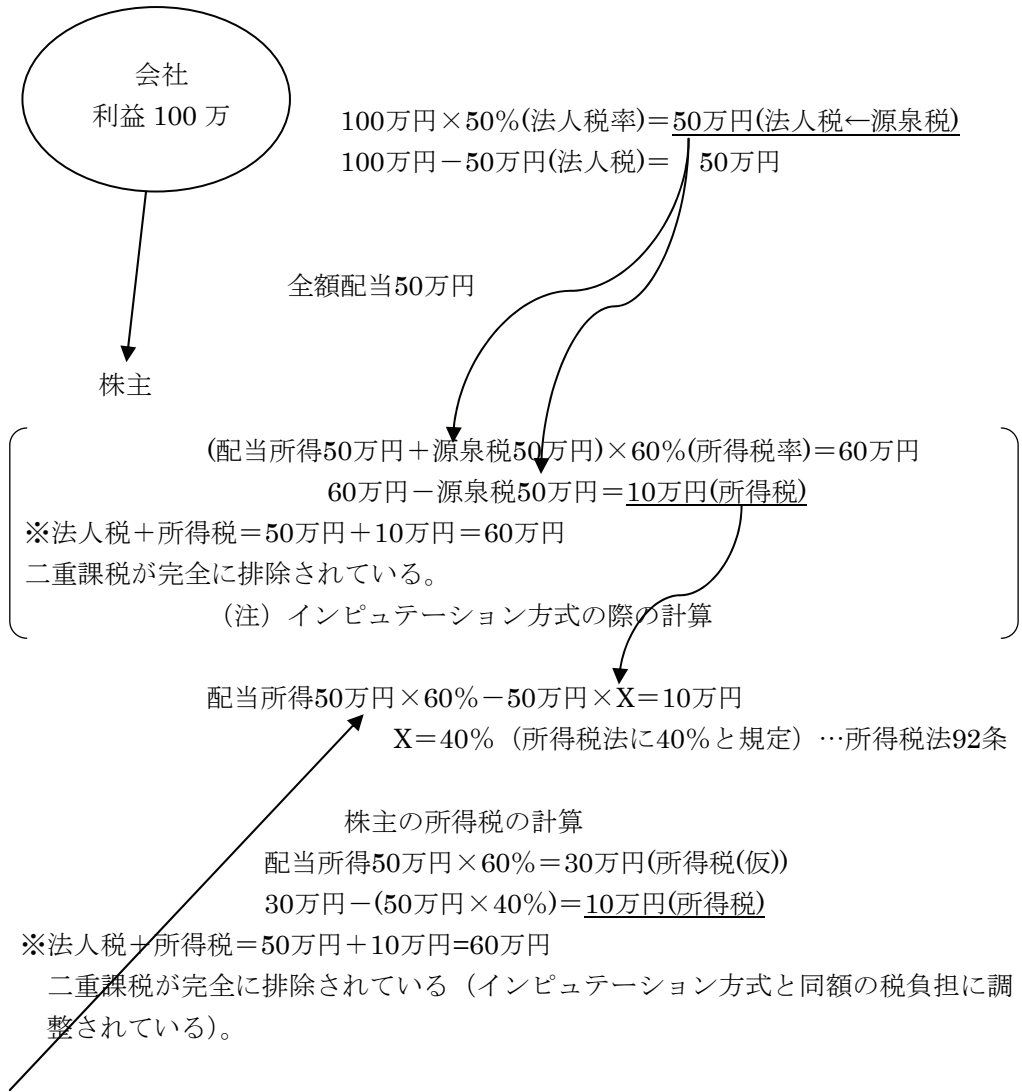 会社
利益 100 万
100万円×50%(法人税率)＝50万円(法人税←源泉税)
100万円－50万円(法人税)＝ 50万円
全額配当50万円
株主
(配当所得50万円＋源泉税50万円)×60%(所得税率)＝60万円
60万円－源泉税50万円＝10万円(所得税)
※法人税＋所得税＝50万円＋10万円＝60万円
二重課税が完全に排除されている。
（注）インピュテーション方式の際の計算
配当所得50万円×60%－50万円×X＝10万円
X＝40%（所得税法に40%と規定）…所得税法92条
株主の所得税の計算
配当所得50万円×60%＝30万円(所得税(仮))
30万円－(50万円×40%)＝10万円(所得税)
※法人税＋所得税＝50万円＋10万円=60万円
二重課税が完全に排除されている（インピュテーション方式と同額の税負担に調
整されている）。